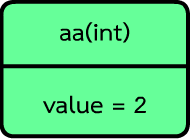 aa(int)
value = 2